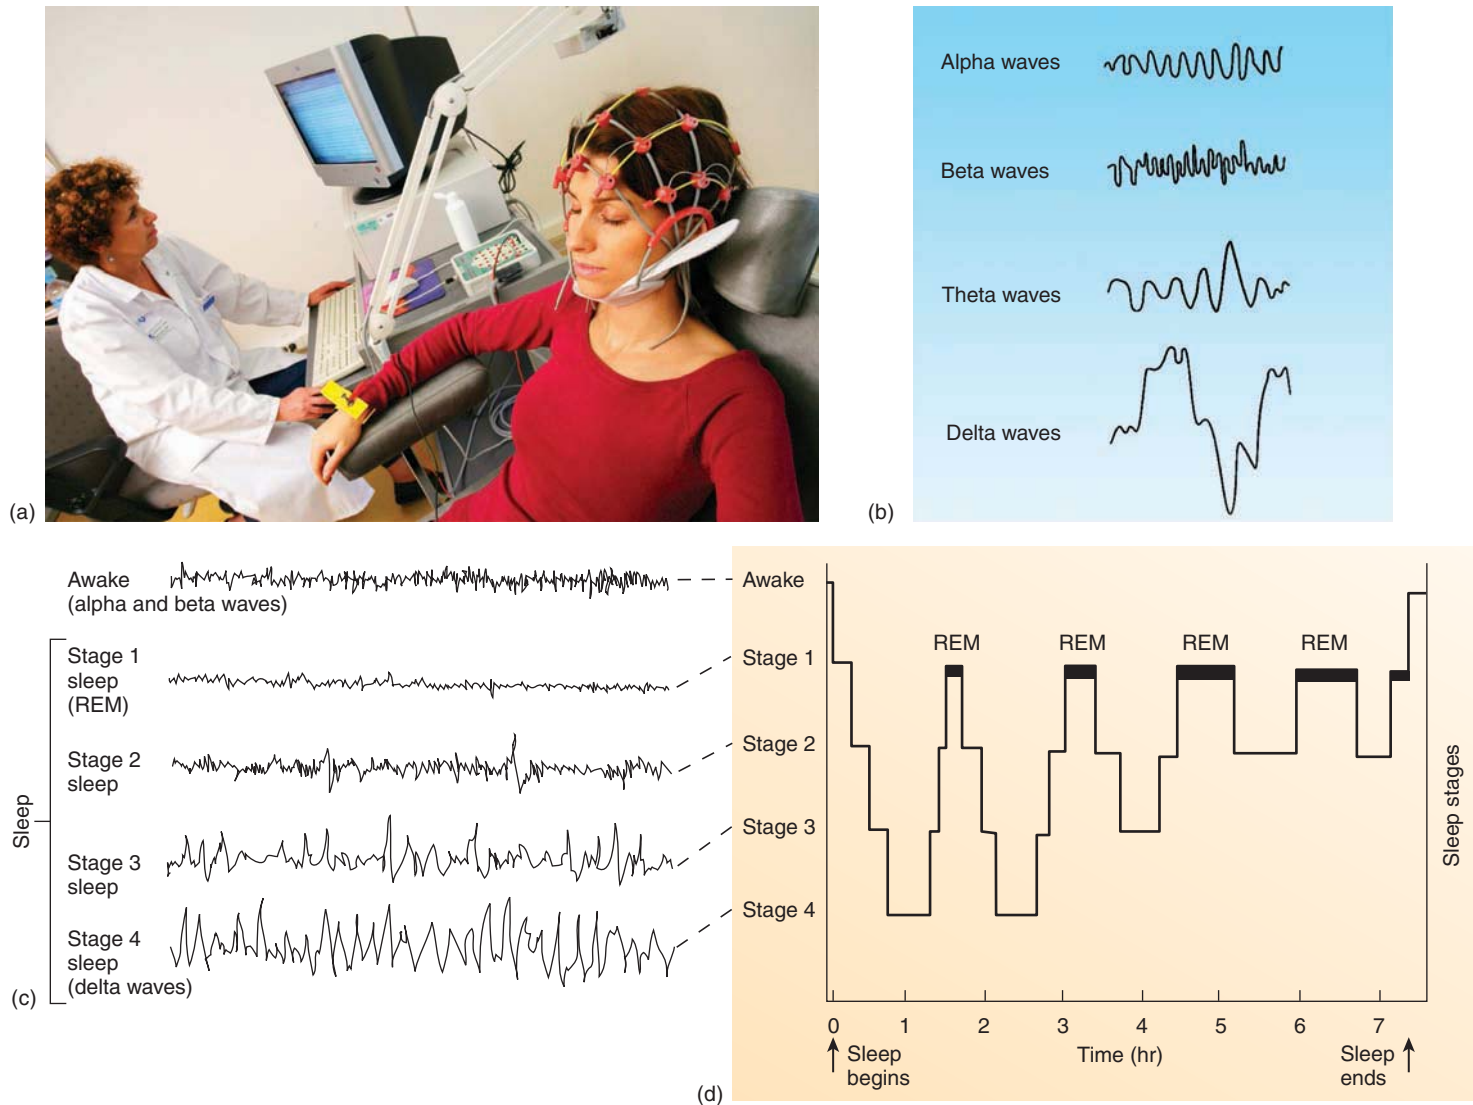 (a)
Alpha waves
Beta waves
Theta waves
Delta waves
(b)
Awake
(alpha and beta waves)
Sleep
Stage 1
sleep
(REM)
Stage 2
sleep
Stage 3
sleep
Stage 4
sleep
(delta waves)
(c)
Awake
Stage 1
Stage 2
Stage 3
Stage 4
REM
REM
REM
REM
Sleep stages
0 1 2 3 4 5 6 7
Time (hr)
Sleep
begins
Sleep
ends
(d)